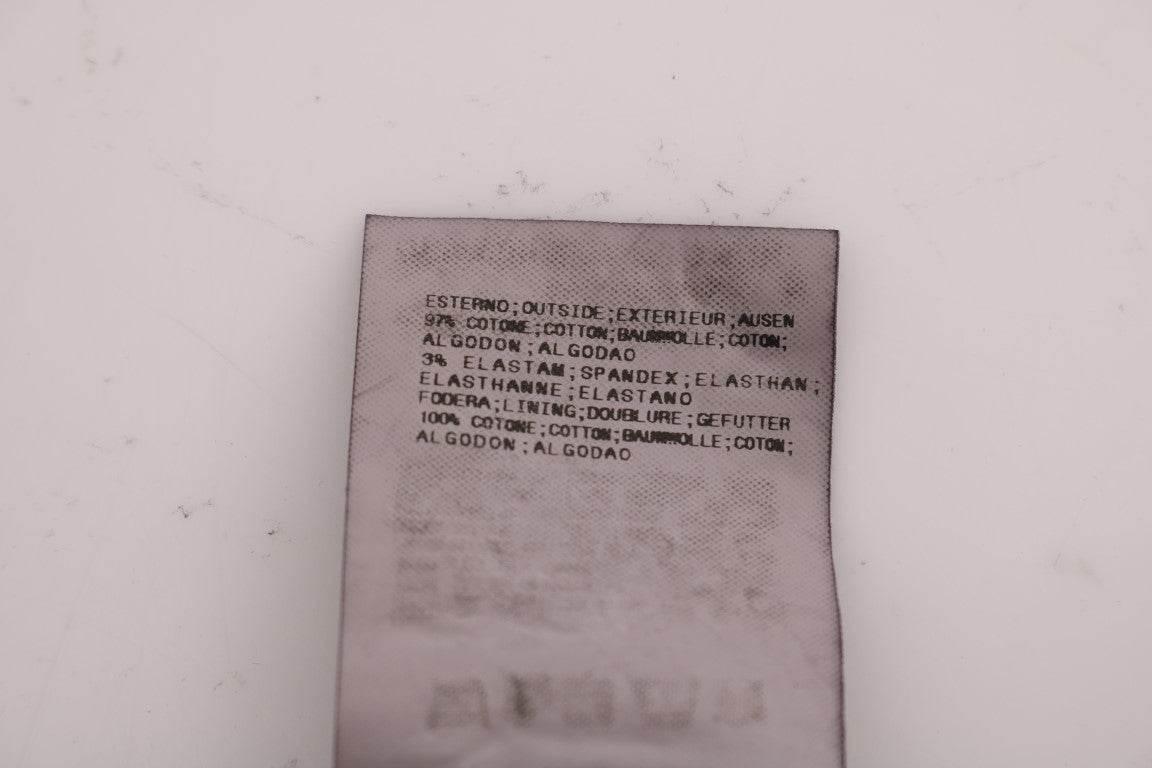 ESTERNO;OUTSIDE;EXTERIEUR;AUSEN
97% COTONE;COTTON;BAUMWOLLE;COTON;
ALGODON;ALGODAO
3% ELASTAM;SPANDEX;ELASTHAN;
ELASTHANNE;ELASTANO
FODERA;LINING;DOUBLURE;GEFUTTER
100% COTONE;COTTON;BAUMWOLLE;COTON;
ALGODON;ALGODAO